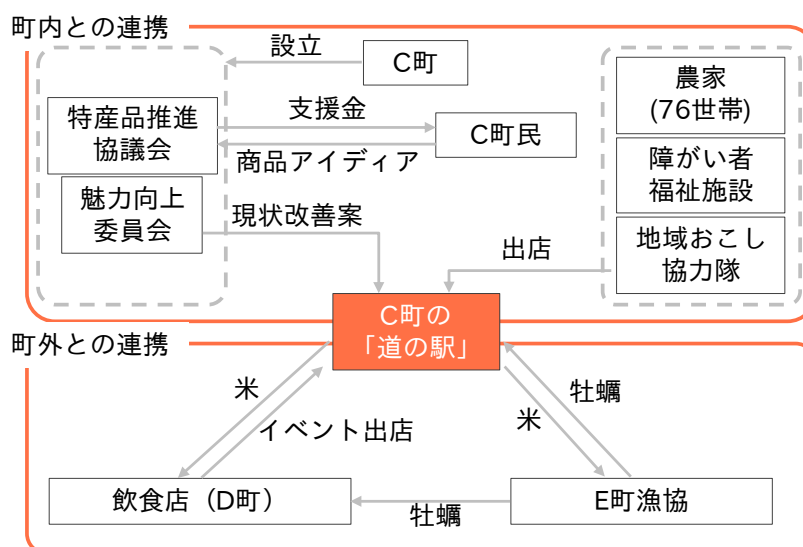 町内との連携
設立
C町
農家
(76世帯)
特産品推進
協議会
支援金
C町民
商品アイディア
障がい者
福祉施設
魅力向上
委員会
現状改善案
出店
地域おこし
協力隊
C町の
「道の駅」
町外との連携
米
イベント出店
米
牡蠣
飲食店（D町）
牡蠣
E町漁協